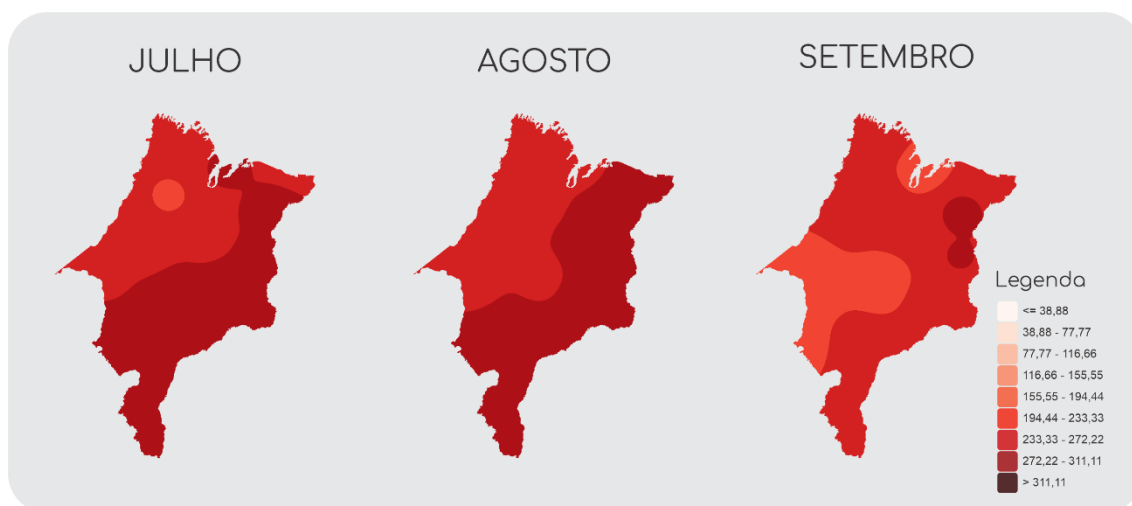 JULHO
AGOSTO
SETEMBRO
Legenda
<= 38,88
38,88 - 77,77
77,77 - 116,66
116,66 - 155,55
155,55 - 194,44
194,44 - 233,33
233,33 - 272,22
272,22 - 311,11
> 311,11